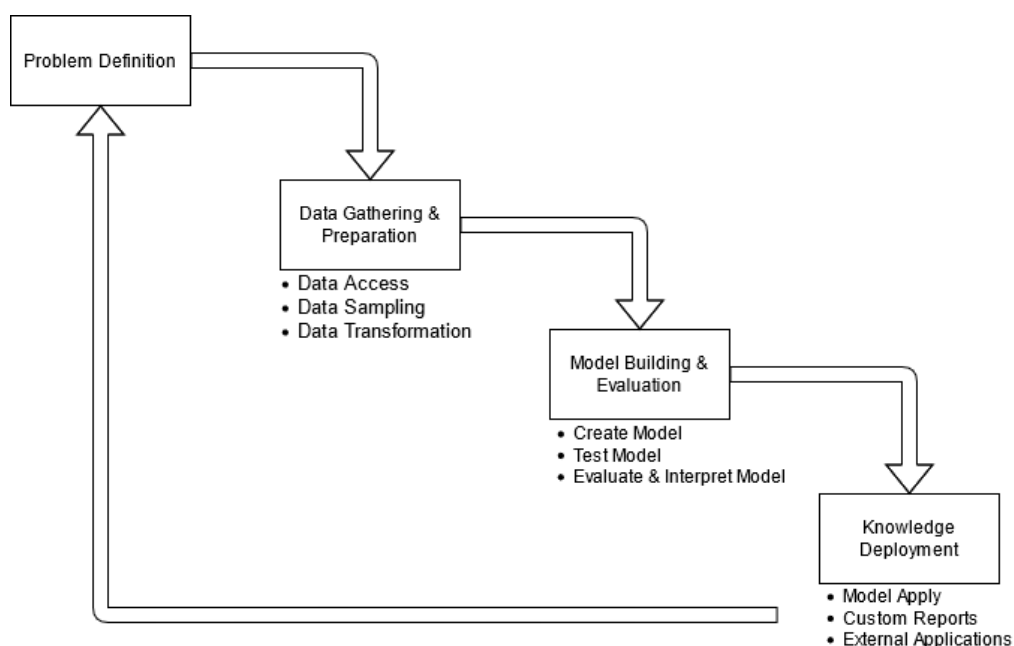 Problem Definition
Data Gathering &
Preparation
• Data Access
• Data Sampling
• Data Transformation
Model Building &
Evaluation
• Create Model
• Test Model
• Evaluate & Interpret Model
Knowledge
Deployment
• Model Apply
• Custom Reports
• External Applications